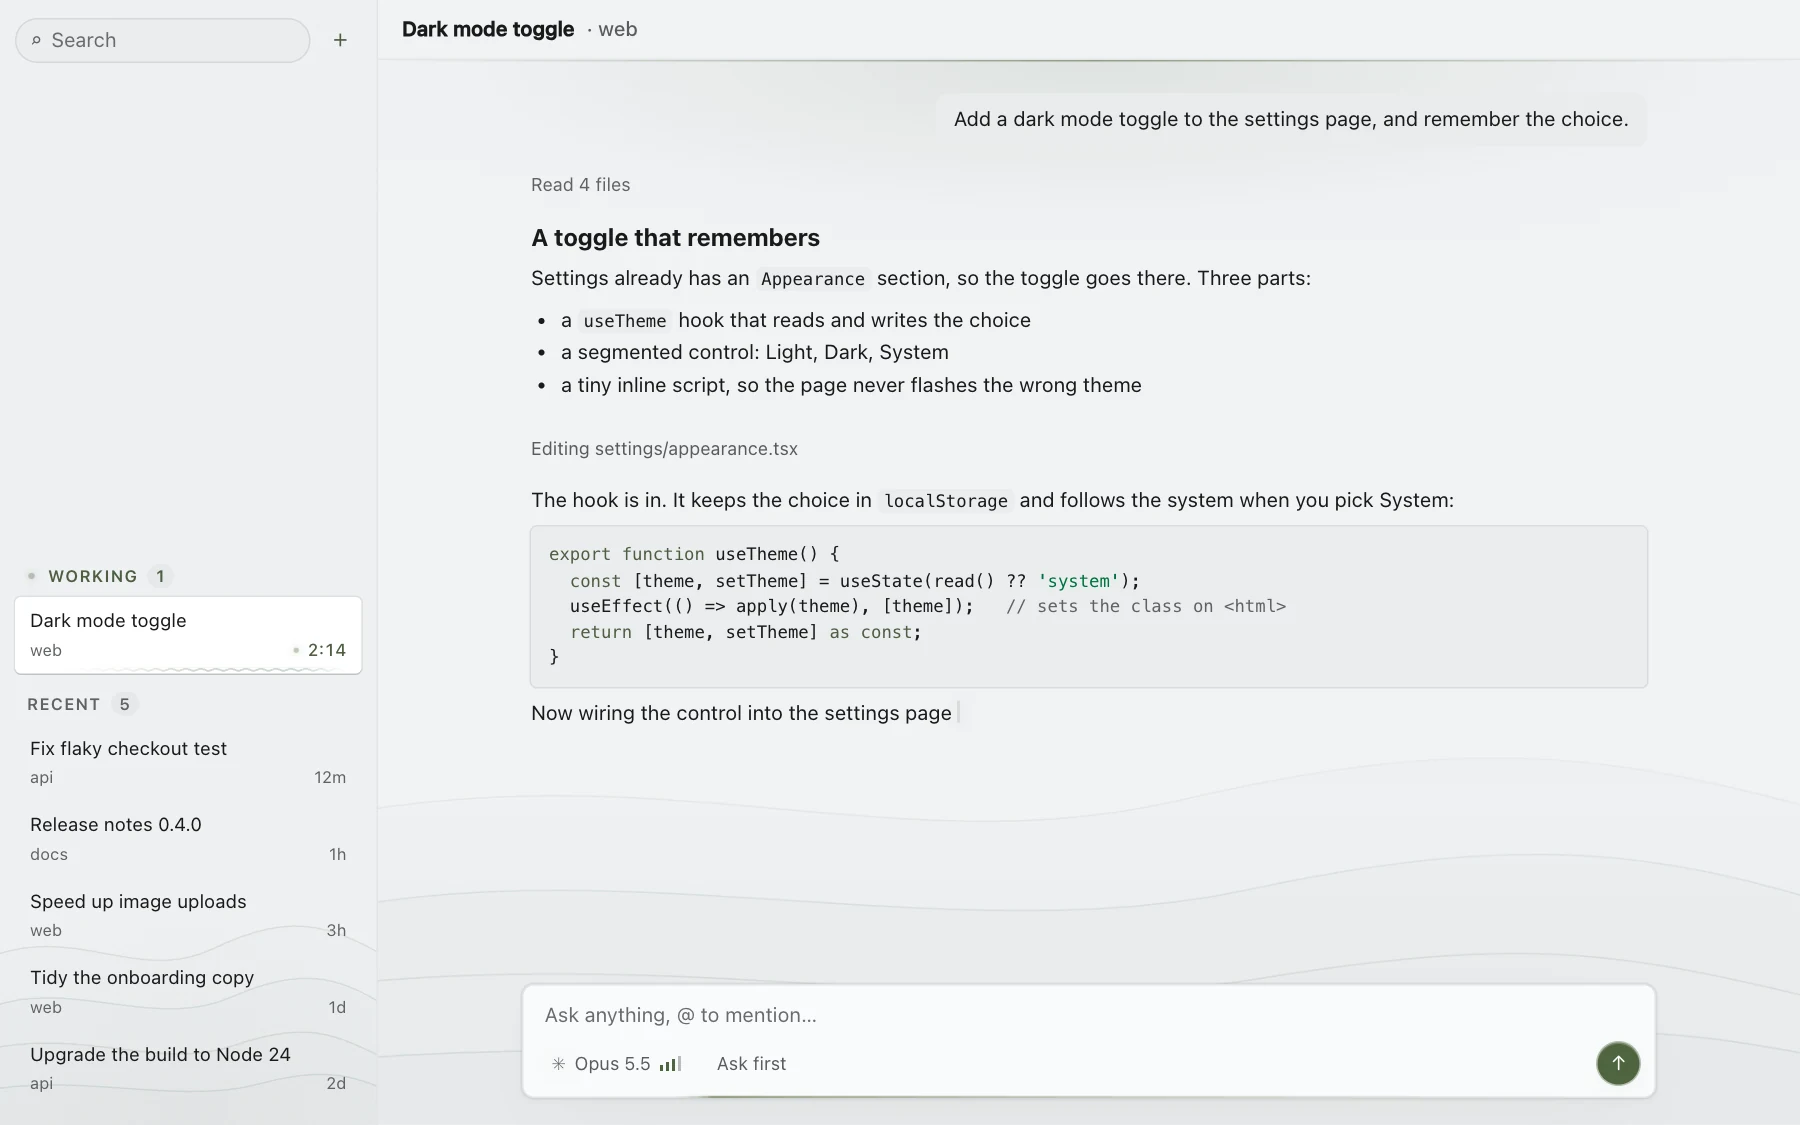 Search
+
WORKING 1
Dark mode toggle
web
2:14
RECENT 5
Fix flaky checkout test
api
12m
Release notes 0.4.0
docs
1h
Speed up image uploads
web
3h
Tidy the onboarding copy
web
1d
Upgrade the build to Node 24
api
2d
Dark mode toggle · web
Add a dark mode toggle to the settings page, and remember the choice.
Read 4 files
A toggle that remembers
Settings already has an Appearance section, so the toggle goes there. Three parts:
• a useTheme hook that reads and writes the choice
• a segmented control: Light, Dark, System
• a tiny inline script, so the page never flashes the wrong theme
Editing settings/appearance.tsx
The hook is in. It keeps the choice in localStorage and follows the system when you pick System:
export function useTheme() {
  const [theme, setTheme] = useState(read() ?? 'system');
  useEffect(() => apply(theme), [theme]);   // sets the class on <html>
  return [theme, setTheme] as const;
}
Now wiring the control into the settings page
Ask anything, @ to mention...
Opus 5.5
Ask first